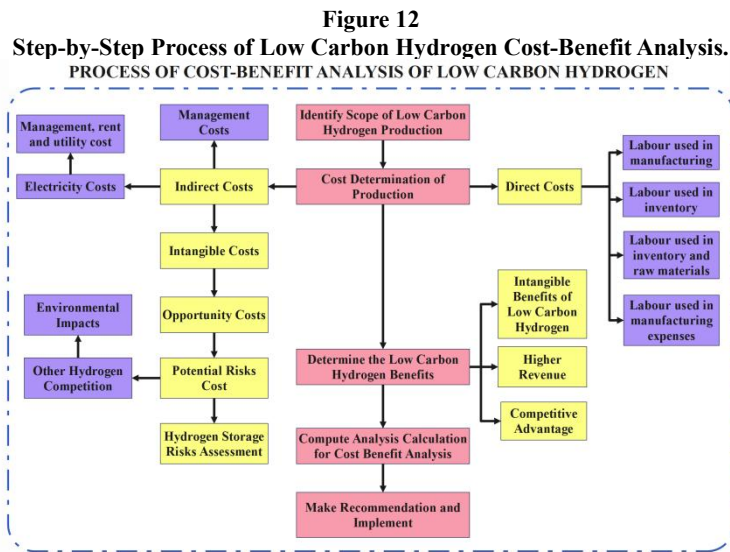 Figure 12
Step-by-Step Process of Low Carbon Hydrogen Cost-Benefit Analysis.
PROCESS OF COST-BENEFIT ANALYSIS OF LOW CARBON HYDROGEN
Management, rent
and utility cost
Management
Costs
Identify Scope of Low Carbon
Hydrogen Production
Labour used in
manufacturing
Electricity Costs
Indirect Costs
Cost Determination of
Production
Direct Costs
Labour used in
inventory
Intangible Costs
Labour used in
inventory and
raw materials
Environmental
Impacts
Opportunity Costs
Intangible
Benefits of
Low Carbon
Hydrogen
Labour used in
manufacturing
expenses
Other Hydrogen
Competition
Potential Risks
Cost
Determine the Low Carbon
Hydrogen Benefits
Higher
Revenue
Hydrogen Storage
Risks Assessment
Compute Analysis Calculation
for Cost Benefit Analysis
Competitive
Advantage
Make Recommendation and
Implement